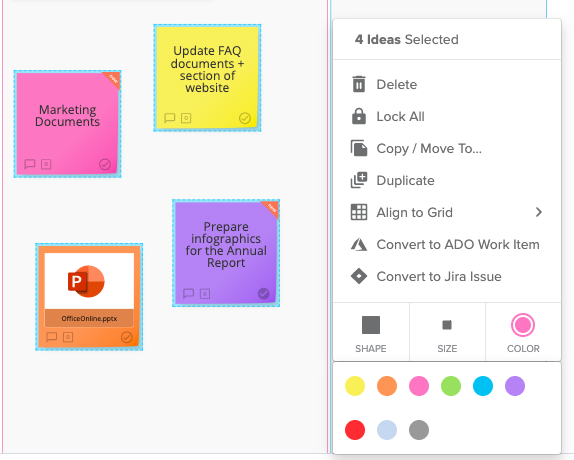 Update FAQ
documents +
section of
website
new
Marketing
Documents
new
Prepare
infographics
for the Annual
Report
P
OfficeOnline.pptx
4 Ideas Selected
Delete
Lock All
Copy / Move To...
Duplicate
Align to Grid
Convert to ADO Work Item
Convert to Jira Issue
SHAPE
SIZE
COLOR